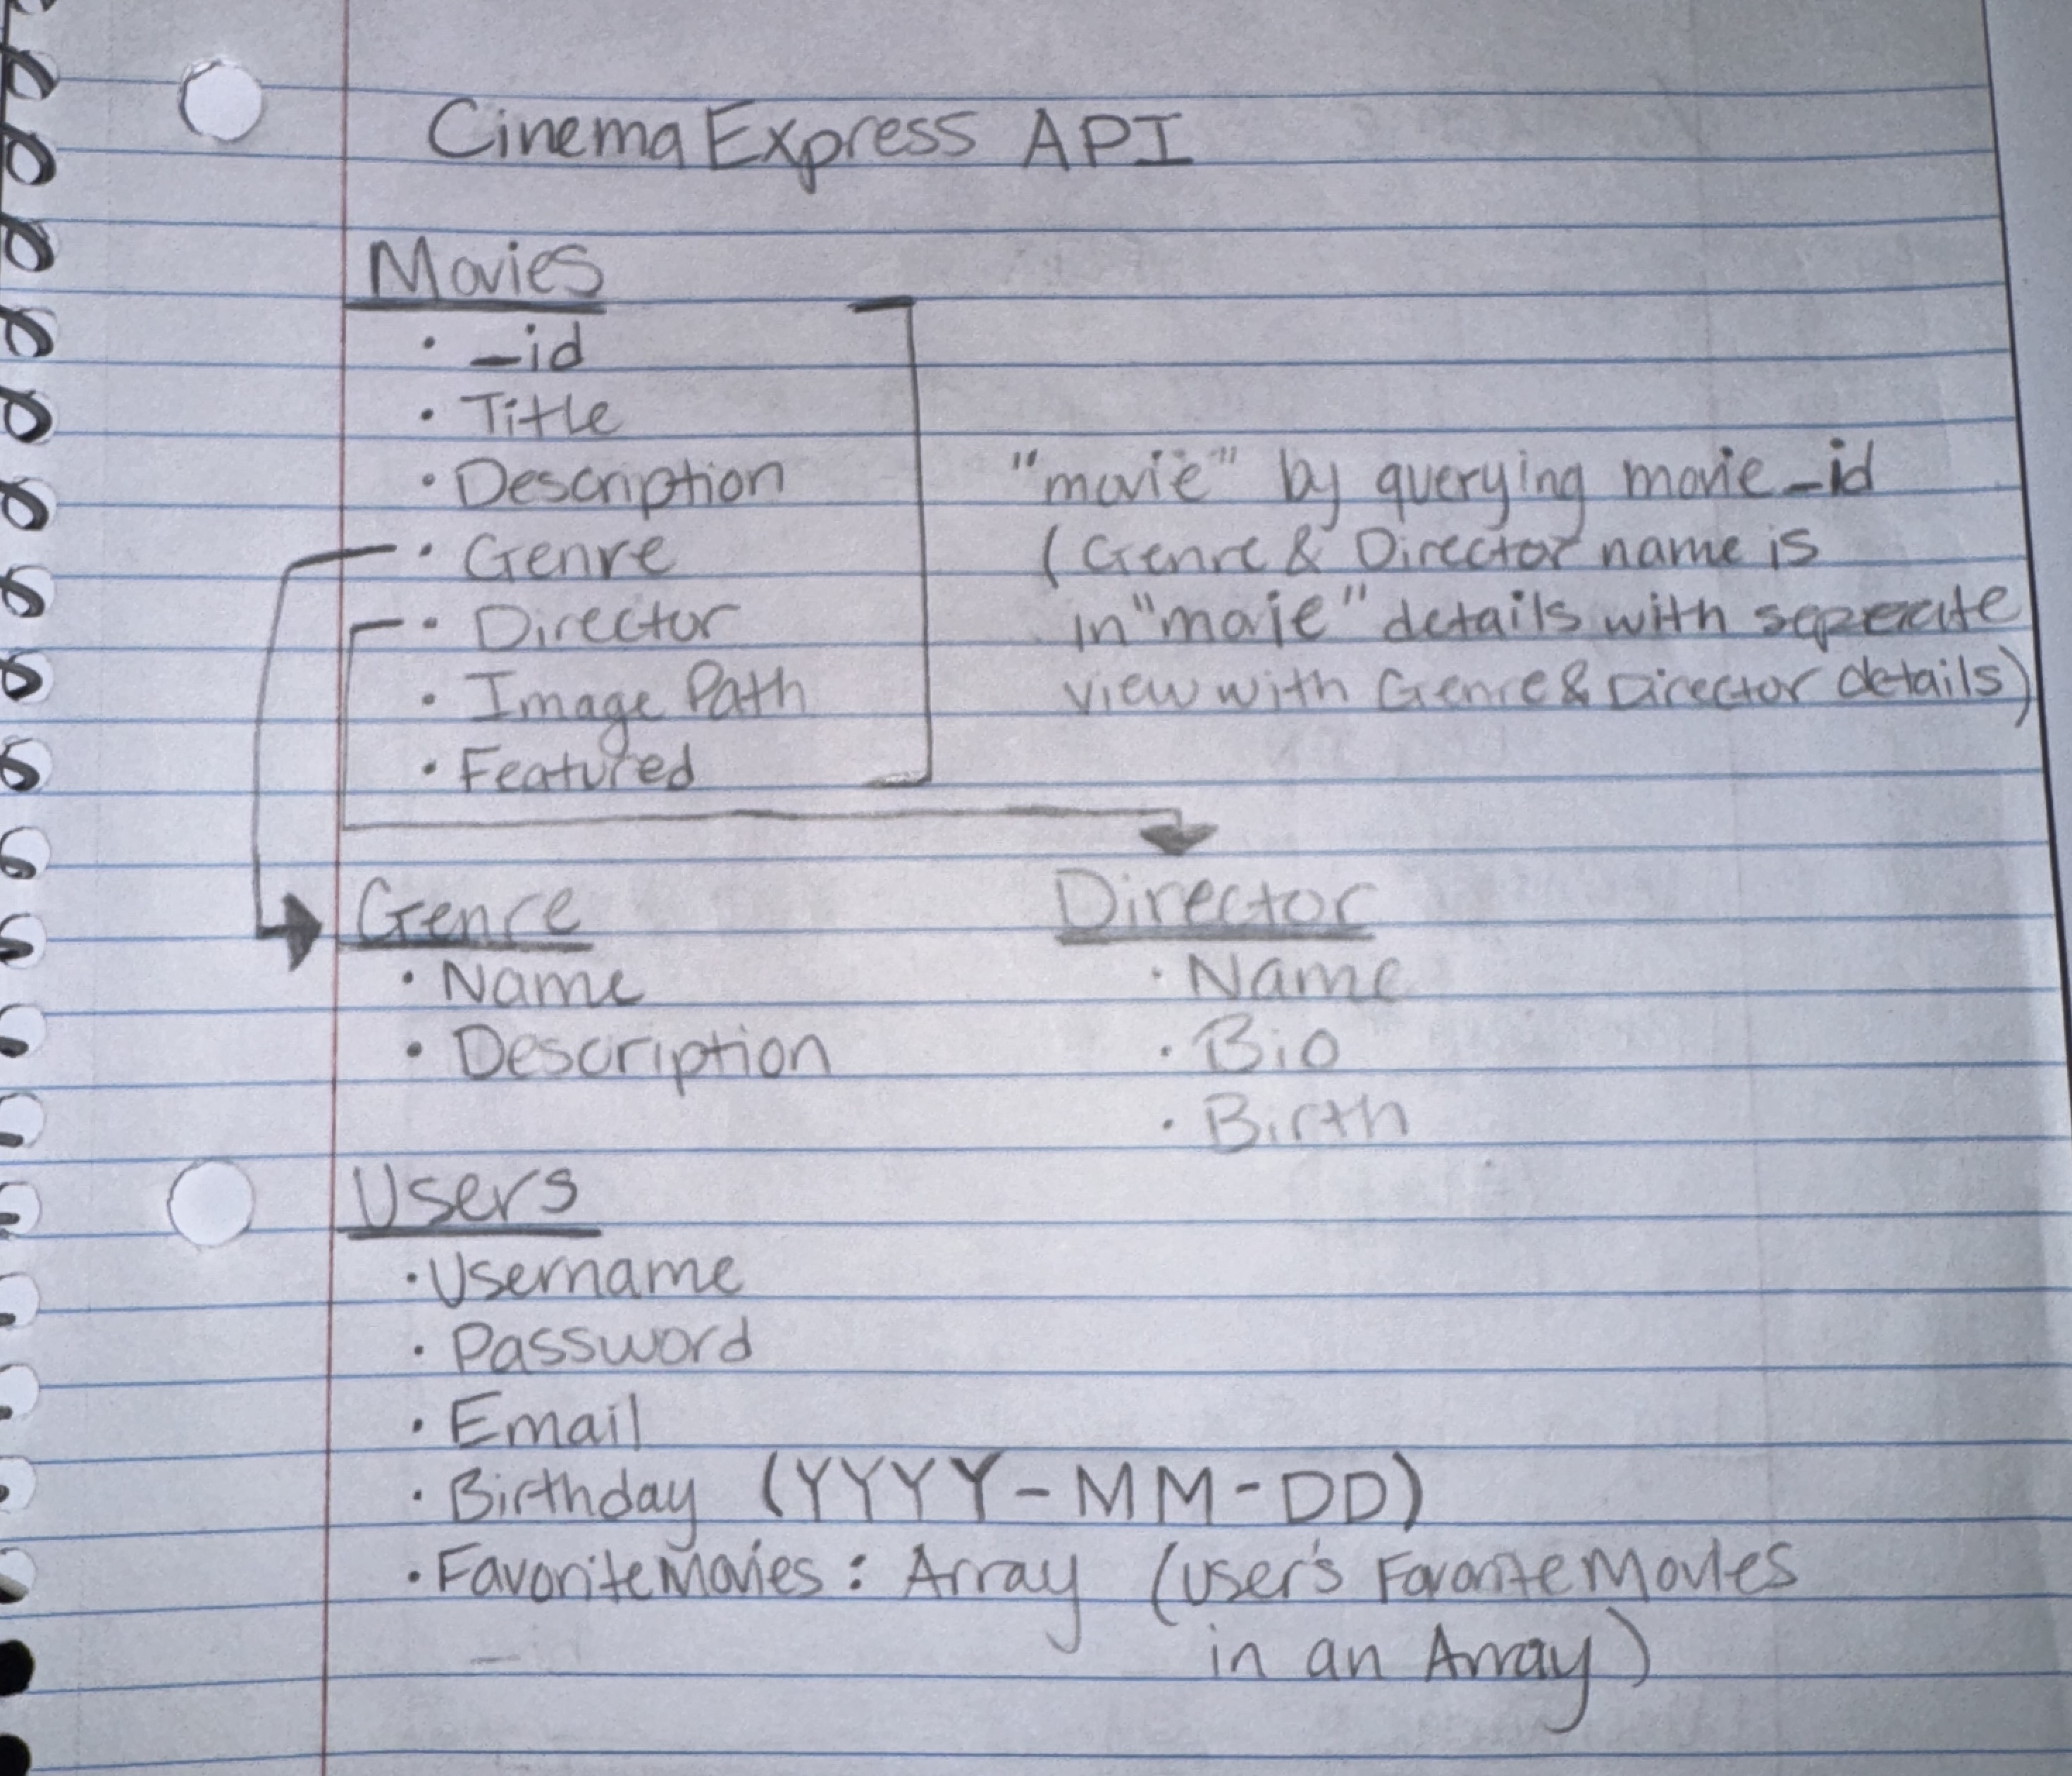 Cinema Express API
Movies
• _id
• Title
• Description
• Genre
• Director
• Image Path
• Featured
"movie" by querying movie_id
(Genre & Director name is
in "movie" details with seperate
view with Genre & Director details)
Genre
• Name
• Description
Director
• Name
• Bio
• Birth
Users
• Username
• Password
• Email
• Birthday (YYYY-MM-DD)
• FavoriteMovies: Array (user's FavoriteMovies
in an Array)